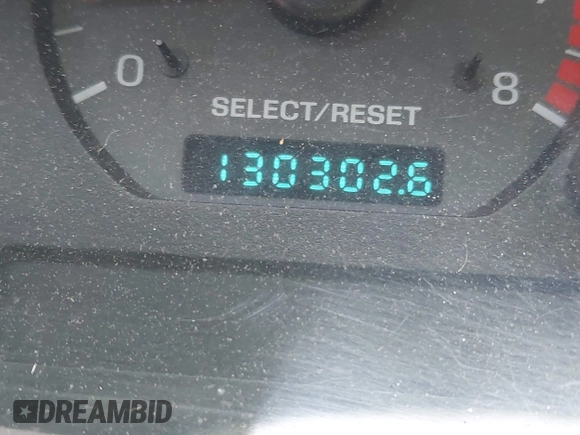 0 8
SELECT/RESET
130302.6
DREAMBID